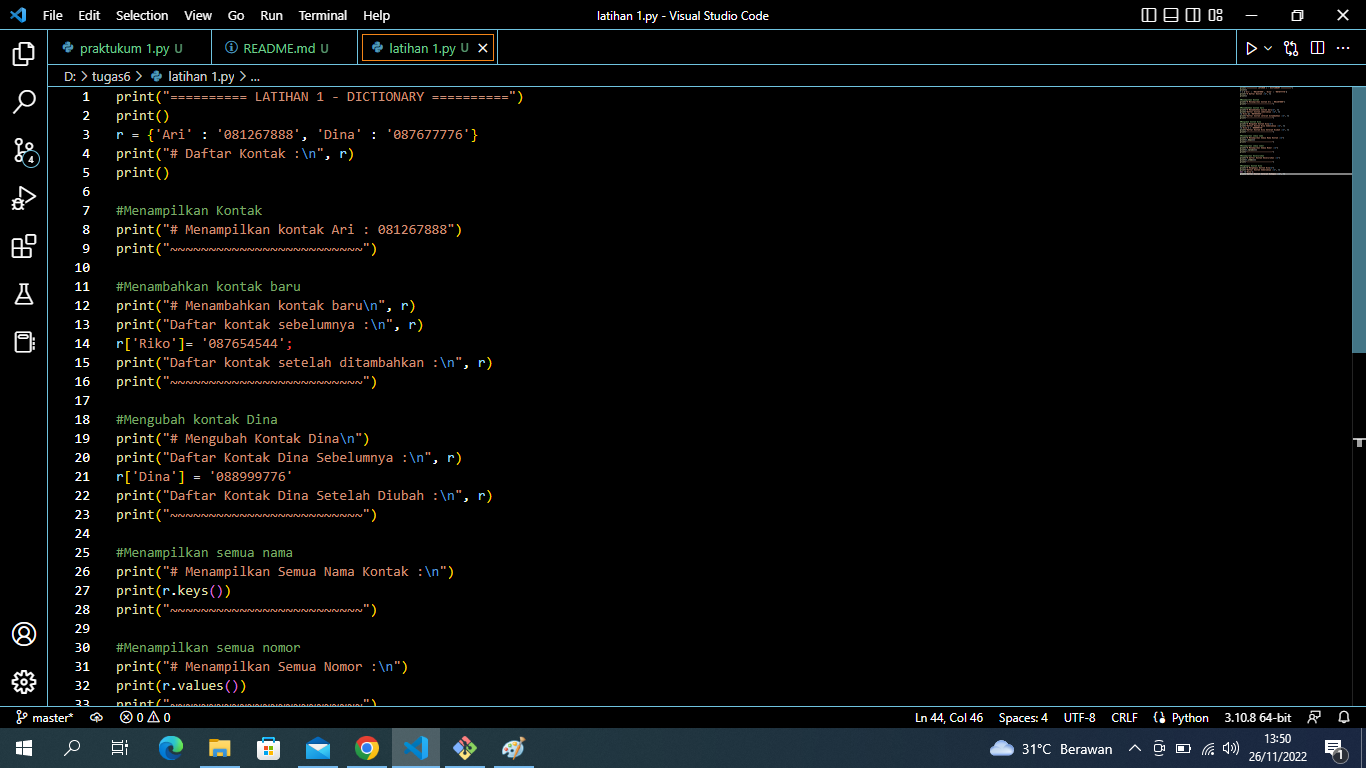 File Edit Selection View Go Run Terminal Help
latihan 1.py - Visual Studio Code
praktukum 1.py U
README.md U
latihan 1.py U
D: > tugas6 > latihan 1.py > ...
1 print("========== LATIHAN 1 - DICTIONARY ==========")
2 print()
3 r = {'Ari' : '081267888', 'Dina' : '087677776'}
4 print("# Daftar Kontak :\n", r)
5 print()
6
7 #Menampilkan Kontak
8 print("# Menampilkan kontak Ari : 081267888")
9 print("~~~~~~~~~~~~~~~~~~~~~~~~~")
10
11 #Menambahkan kontak baru
12 print("# Menambahkan kontak baru\n", r)
13 print("Daftar kontak sebelumnya :\n", r)
14 r['Riko']= '087654544';
15 print("Daftar kontak setelah ditambahkan :\n", r)
16 print("~~~~~~~~~~~~~~~~~~~~~~~~~")
17
18 #Mengubah kontak Dina
19 print("# Mengubah Kontak Dina\n")
20 print("Daftar Kontak Dina Sebelumnya :\n", r)
21 r['Dina'] = '088999776'
22 print("Daftar Kontak Dina Setelah Diubah :\n", r)
23 print("~~~~~~~~~~~~~~~~~~~~~~~~~")
24
25 #Menampilkan semua nama
26 print("# Menampilkan Semua Nama Kontak :\n")
27 print(r.keys())
28 print("~~~~~~~~~~~~~~~~~~~~~~~~~")
29
30 #Menampilkan semua nomor
31 print("# Menampilkan Semua Nomor :\n")
32 print(r.values())
33 print("~~~~~~~~~~~~~~~~~~~~~~~~~")
4
master* 0 0 Ln 44, Col 46 Spaces: 4 UTF-8 CRLF Python 3.10.8 64-bit
31°C Berawan
13:50
26/11/2022
1